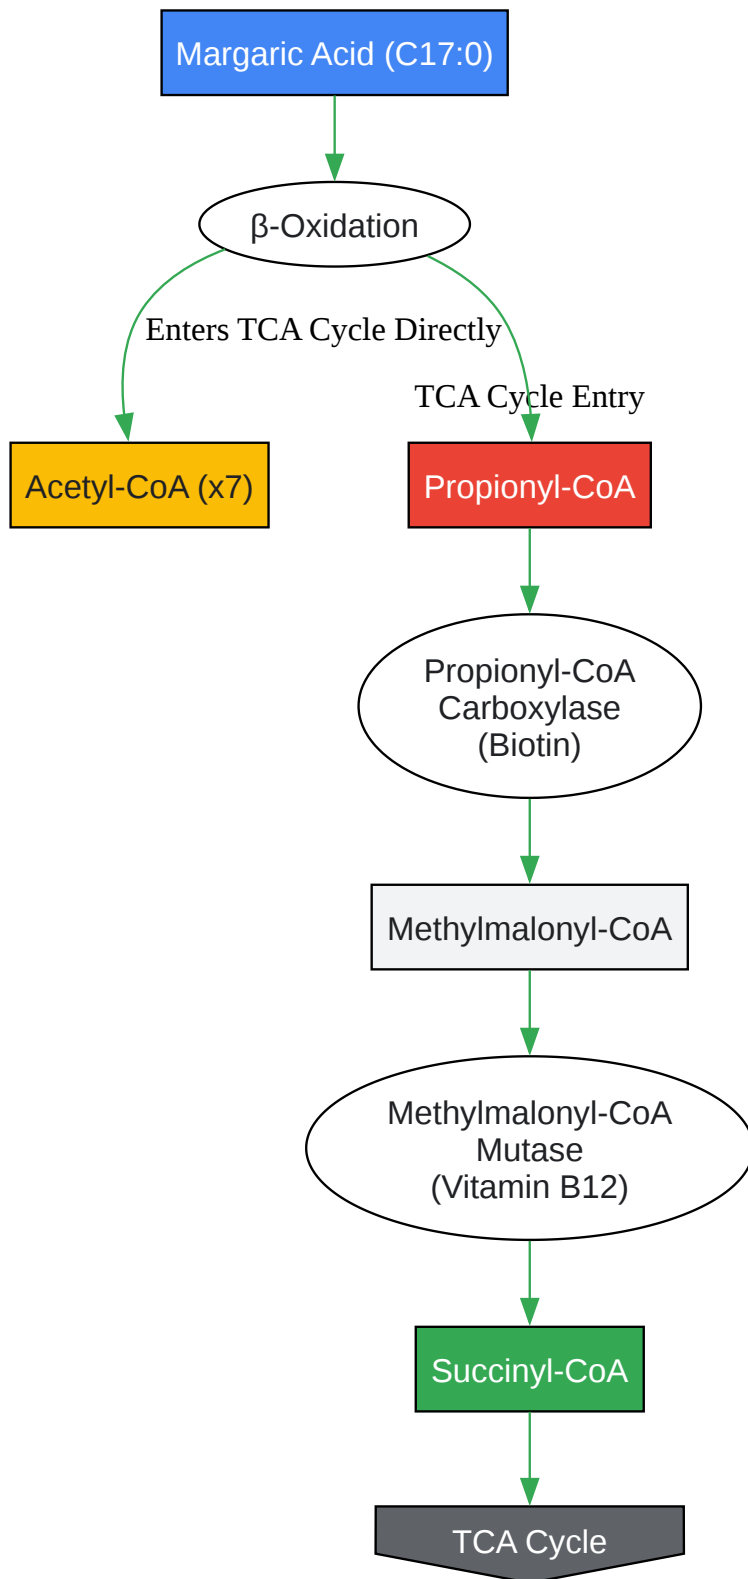 Margaric Acid (C17:0)
β-Oxidation
Enters TCA Cycle Directly
TCA Cycle Entry
Acetyl-CoA (x7)
Propionyl-CoA
Propionyl-CoA
Carboxylase
(Biotin)
Methylmalonyl-CoA
Methylmalonyl-CoA
Mutase
(Vitamin B12)
Succinyl-CoA
TCA Cycle